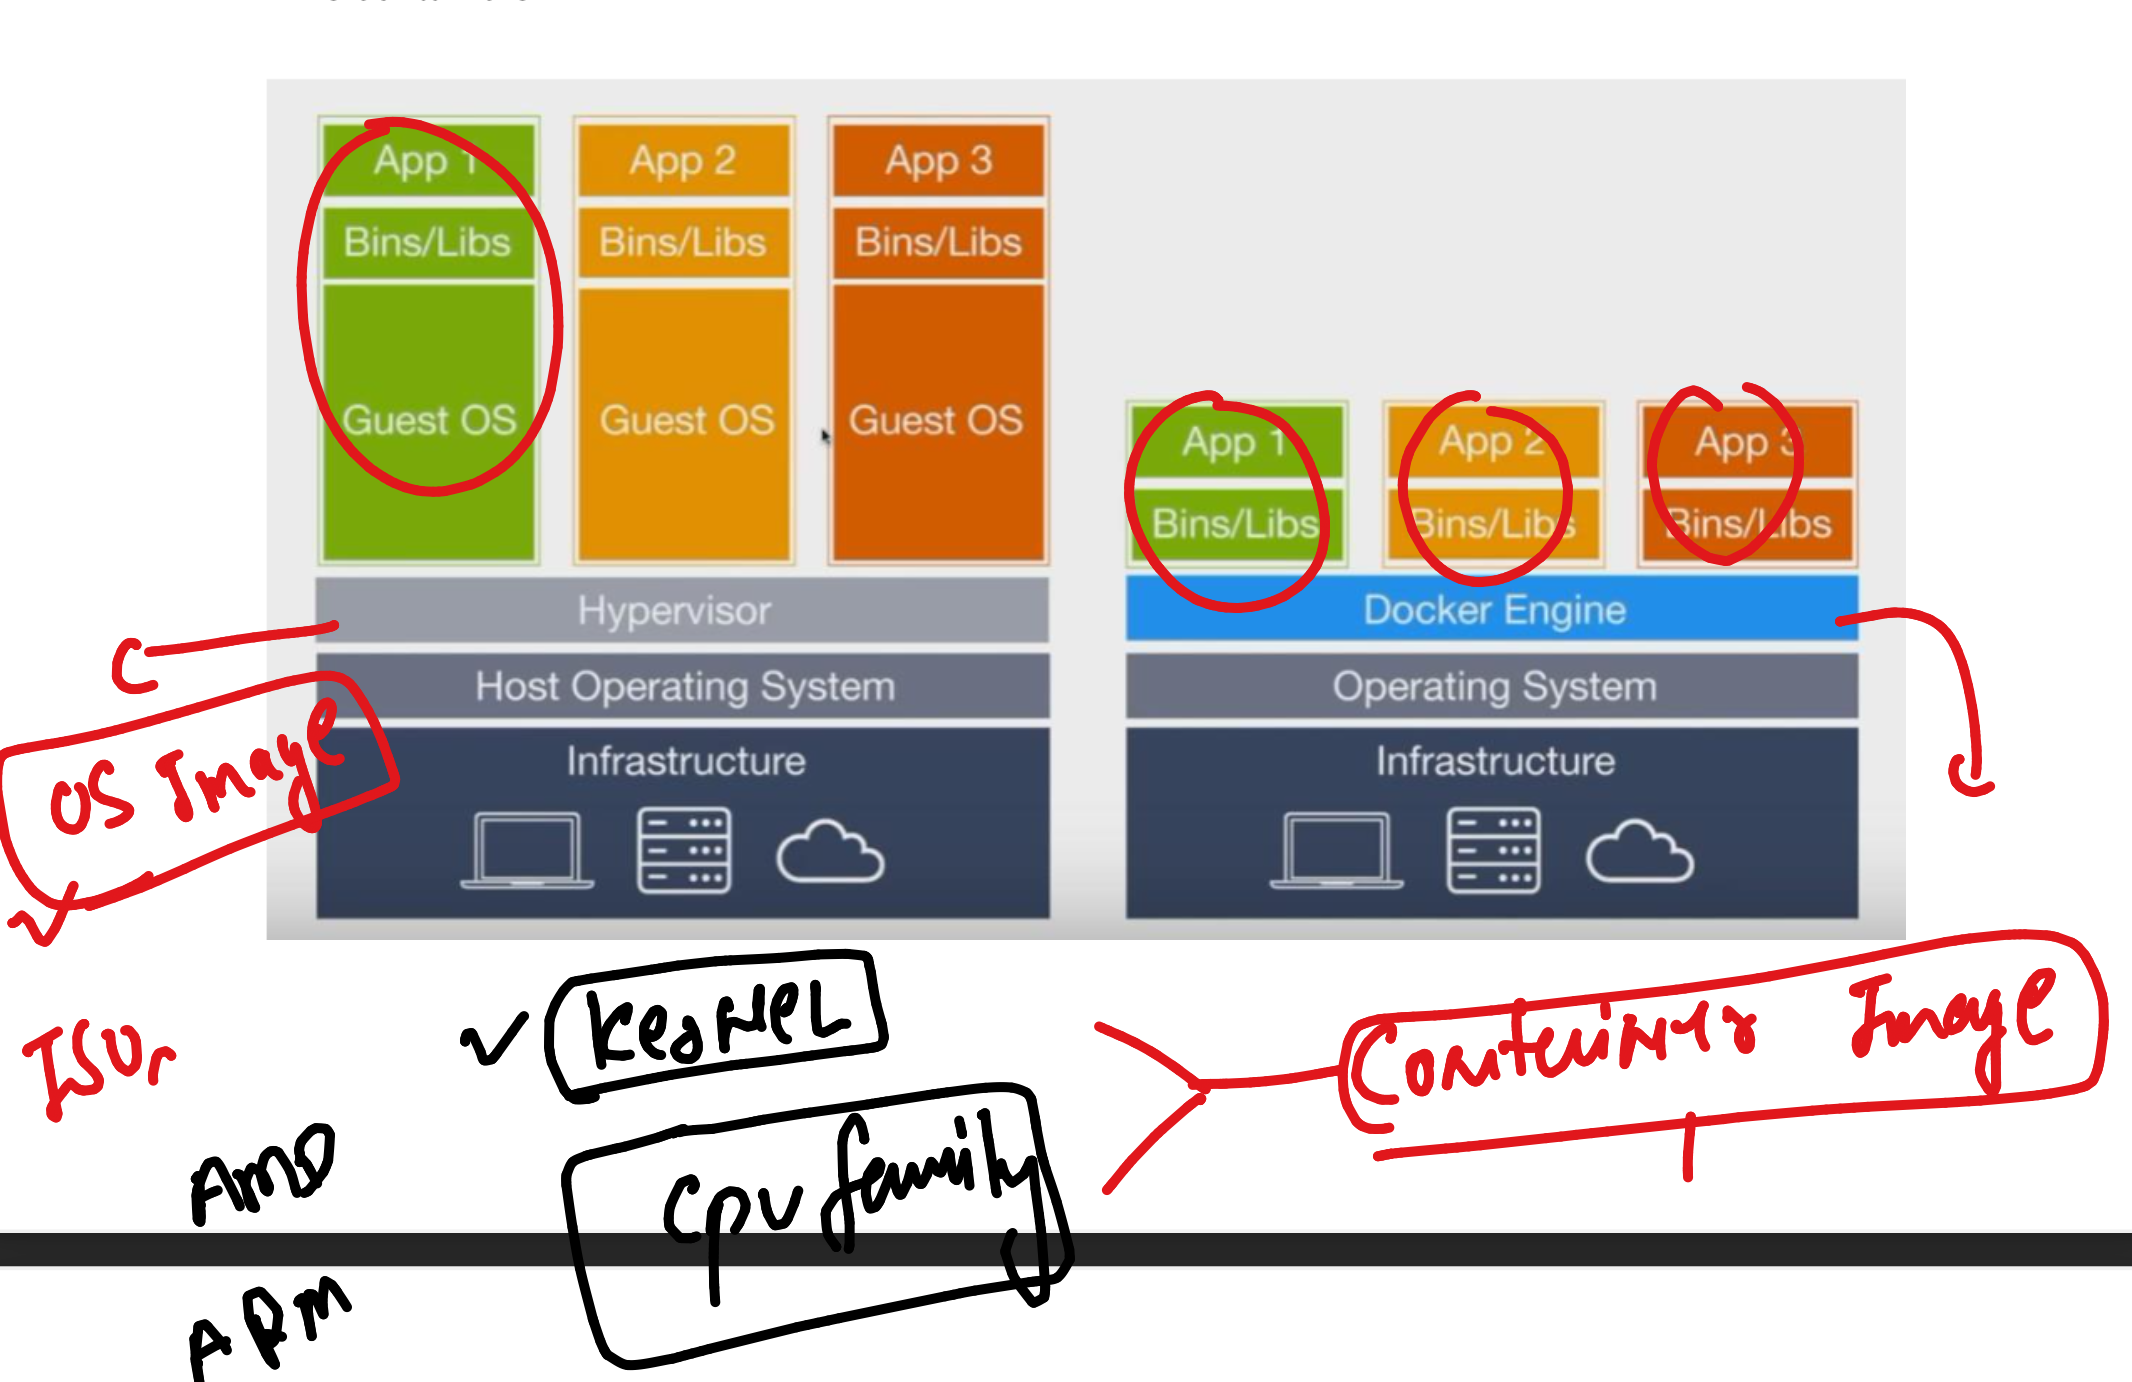 App 1 App 2 App 3
Bins/Libs Bins/Libs Bins/Libs
Guest OS Guest OS Guest OS
Hypervisor
Host Operating System
Infrastructure
App 1 App 2 App 3
Bins/Libs Bins/Libs Bins/Libs
Docker Engine
Operating System
Infrastructure
OS Image
KerNeL
Container Image
CPU family
AMD
ARM